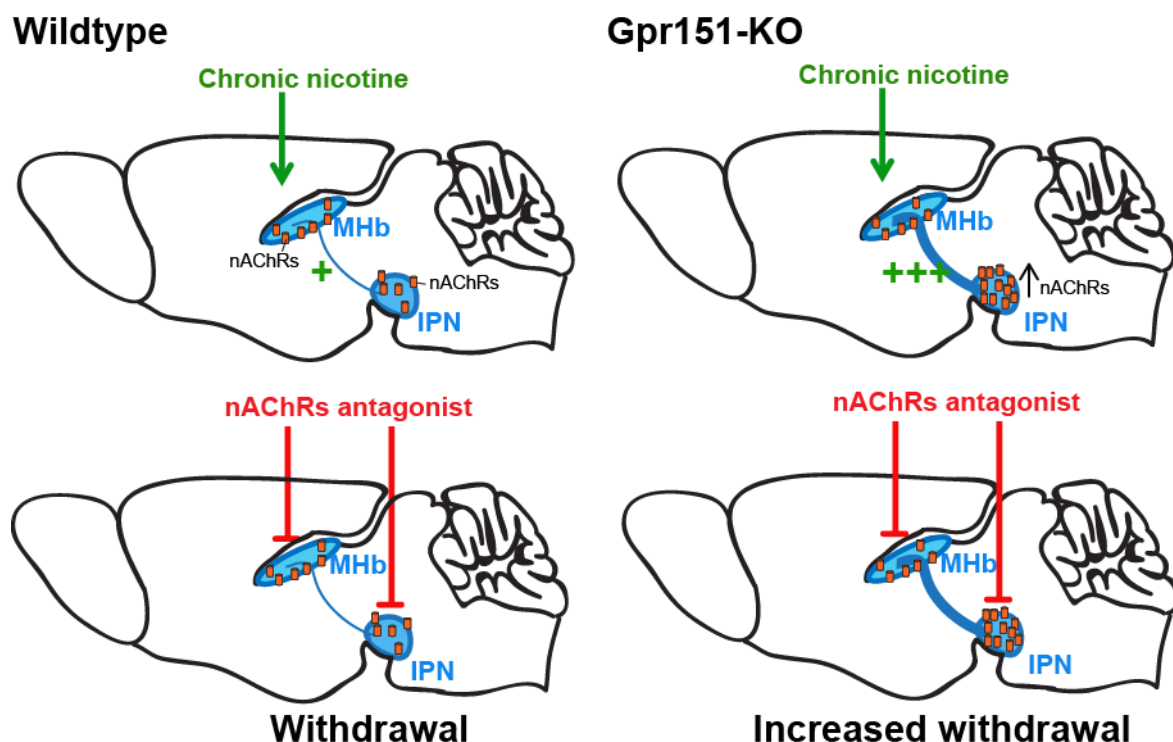 Wildtype
Chronic nicotine
MHb
nAChRs
+
nAChRs
IPN
Gpr151-KO
Chronic nicotine
MHb
+++
nAChRs
IPN
nAChRs antagonist
MHb
IPN
Withdrawal
nAChRs antagonist
MHb
IPN
Increased withdrawal